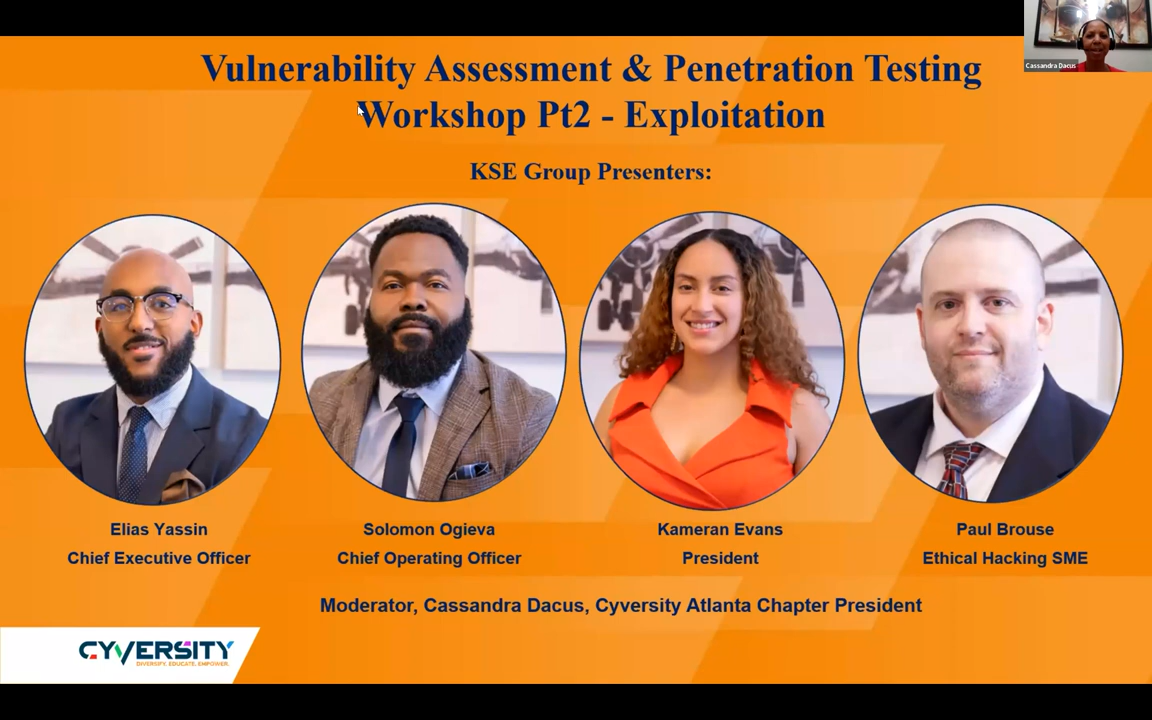 Cassandra Dacus
Vulnerability Assessment & Penetration Testing
Workshop Pt2 - Exploitation
KSE Group Presenters:
Elias Yassin
Chief Executive Officer
Solomon Ogieva
Chief Operating Officer
Kameran Evans
President
Paul Brouse
Ethical Hacking SME
Moderator, Cassandra Dacus, Cyversity Atlanta Chapter President
CYVERSITY
DIVERSIFY. EDUCATE. EMPOWER.